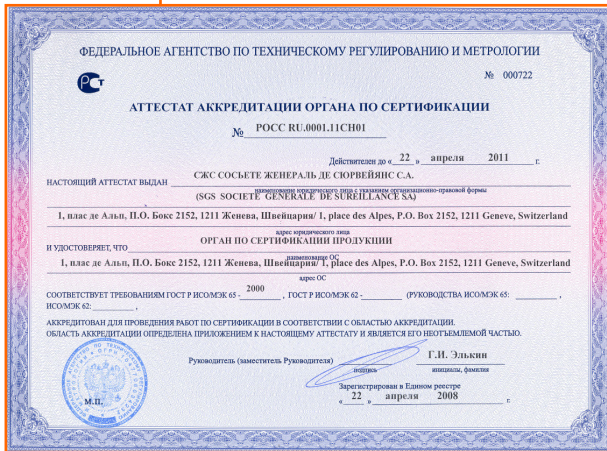 ФЕДЕРАЛЬНОЕ АГЕНТСТВО ПО ТЕХНИЧЕСКОМУ РЕГУЛИРОВАНИЮ И МЕТРОЛОГИИ
РСТ
№ 000722
АТТЕСТАТ АККРЕДИТАЦИИ ОРГАНА ПО СЕРТИФИКАЦИИ
№ РОСС RU.0001.11СН01
Действителен до « 22 » апреля 2011 г.
НАСТОЯЩИЙ АТТЕСТАТ ВЫДАН СЖС СОСЬЕТЕ ЖЕНЕРАЛЬ ДЕ СЮРВЕЙЯНС С.А.
наименование юридического лица с указанием организационно-правовой формы
(SGS SOCIETE GENERALE DE SUREILLANCE SA)
1, плас де Альп, П.О. Бокс 2152, 1211 Женева, Швейцария/ 1, place des Alpes, P.O. Box 2152, 1211 Geneve, Switzerland
адрес юридического лица
И УДОСТОВЕРЯЕТ, ЧТО ОРГАН ПО СЕРТИФИКАЦИИ ПРОДУКЦИИ
наименование ОС
1, плас де Альп, П.О. Бокс 2152, 1211 Женева, Швейцария/ 1, place des Alpes, P.O. Box 2152, 1211 Geneve, Switzerland
адрес ОС
СООТВЕТСТВУЕТ ТРЕБОВАНИЯМ ГОСТ Р ИСО/МЭК 65 - 2000 , ГОСТ Р ИСО/МЭК 62 - (РУКОВОДСТВА ИСО/МЭК 65: ,
ИСО/МЭК 62: ,
АККРЕДИТОВАН ДЛЯ ПРОВЕДЕНИЯ РАБОТ ПО СЕРТИФИКАЦИИ В СООТВЕТСТВИИ С ОБЛАСТЬЮ АККРЕДИТАЦИИ.
ОБЛАСТЬ АККРЕДИТАЦИИ ОПРЕДЕЛЕНА ПРИЛОЖЕНИЕМ К НАСТОЯЩЕМУ АТТЕСТАТУ И ЯВЛЯЕТСЯ ЕГО НЕОТЪЕМЛЕМОЙ ЧАСТЬЮ.
Руководитель (заместитель Руководителя) Г.И. Элькин
подпись инициалы, фамилия
М.П.
Зарегистрирован в Едином реестре
« 22 » апреля 2008 г.